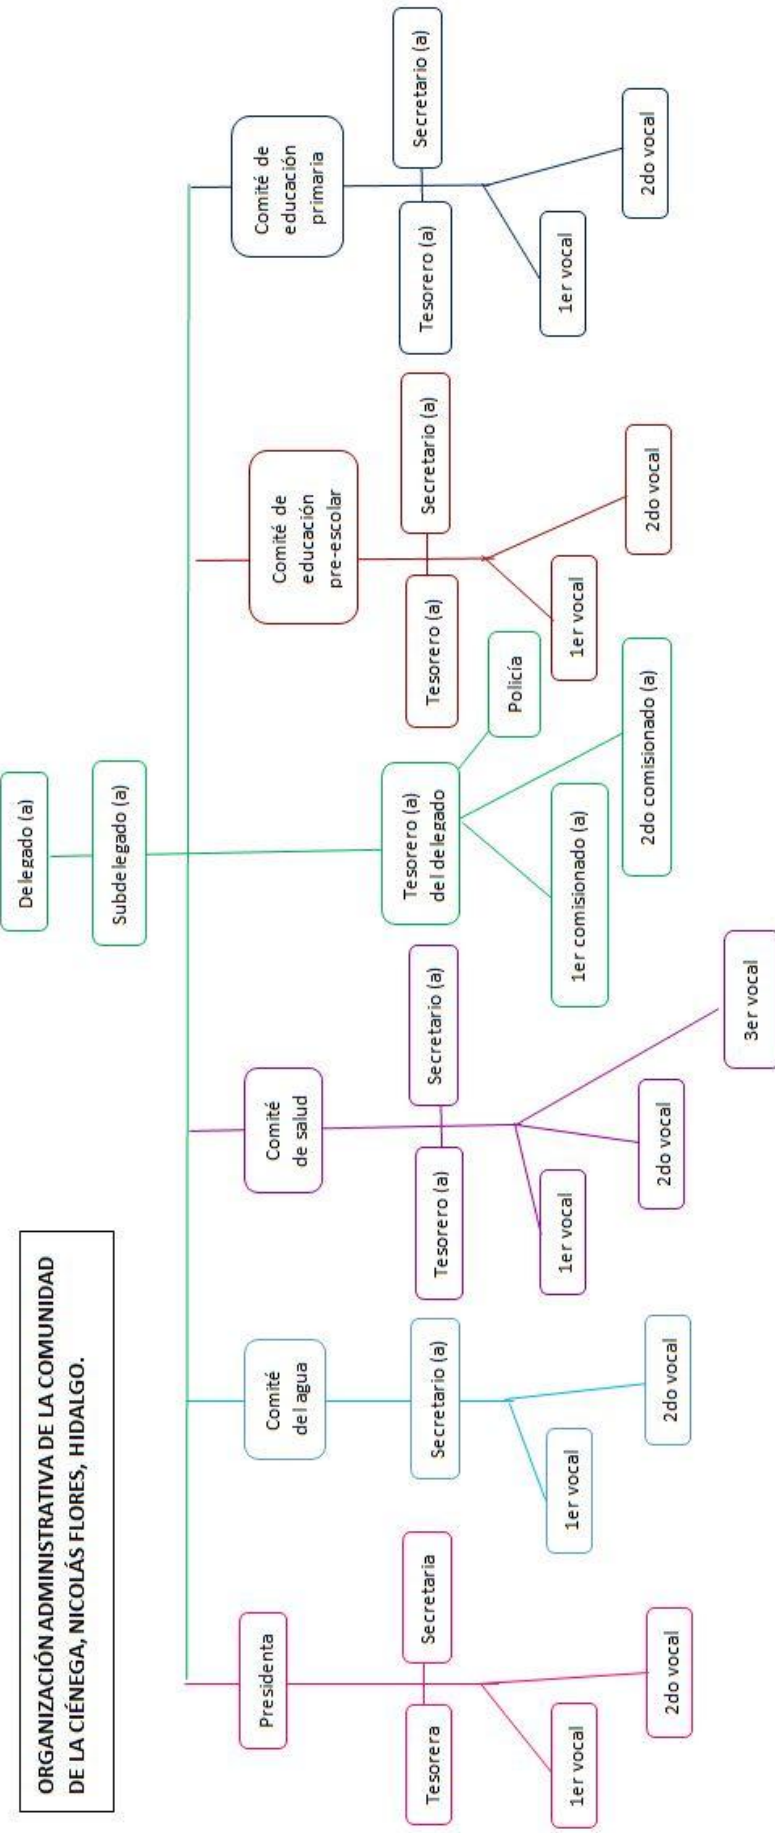 ORGANIZACIÓN ADMINISTRATIVA DE LA COMUNIDAD
DE LA CIÉNEGA, NICOLÁS FLORES, HIDALGO.
Delegado (a)
Subdelegado (a)
Presidenta
Tesorera
Secretaria
1er vocal
2do vocal
Comité
del agua
Secretario (a)
1er vocal
2do vocal
Comité
de salud
Tesorero (a)
Secretario (a)
1er vocal
2do vocal
3er vocal
Tesorero (a)
del delegado
Policía
1er comisionado (a)
2do comisionado (a)
Comité de
educación
pre-escolar
Tesorero (a)
Secretario (a)
1er vocal
2do vocal
Comité de
educación
primaria
Tesorero (a)
Secretario (a)
1er vocal
2do vocal